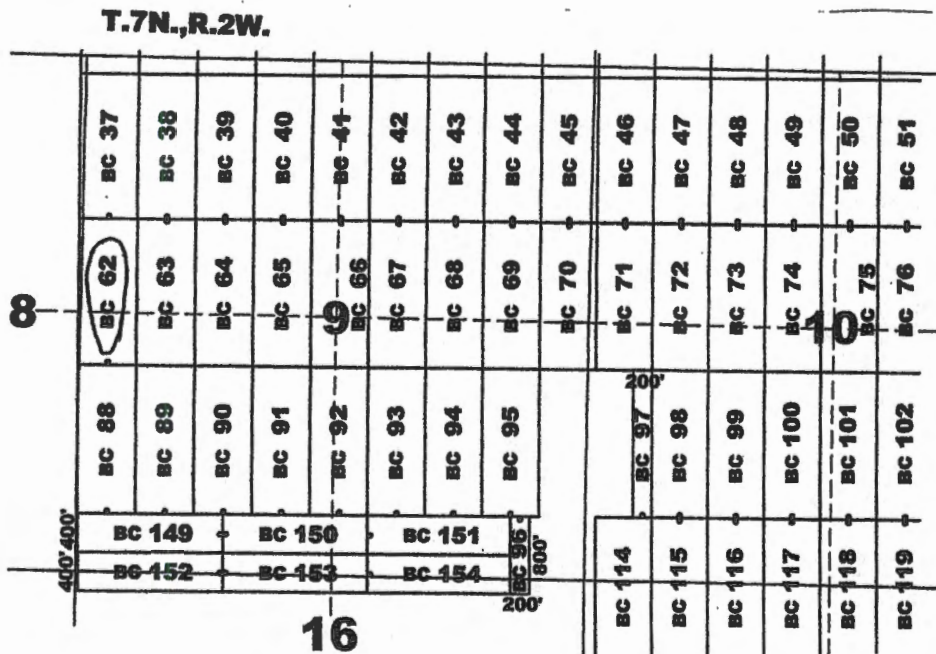 T.7N.,R.2W.
BC 37 BC 38 BC 39 BC 40 BC 41 BC 42 BC 43 BC 44 BC 45 BC 46 BC 47 BC 48 BC 49 BC 50 BC 51
BC 62 BC 63 BC 64 BC 65 BC 66 BC 67 BC 68 BC 69 BC 70 BC 71 BC 72 BC 73 BC 74 BC 75 BC 76
8 9 10
200'
BC 88 BC 89 BC 90 BC 91 BC 92 BC 93 BC 94 BC 95 BC 97 BC 98 BC 99 BC 100 BC 101 BC 102
400' BC 149 BC 150 BC 151 BC 96 800'
400' BC 152 BC 153 BC 154
BC 114 BC 115 BC 116 BC 117 BC 118 BC 119
200'
16